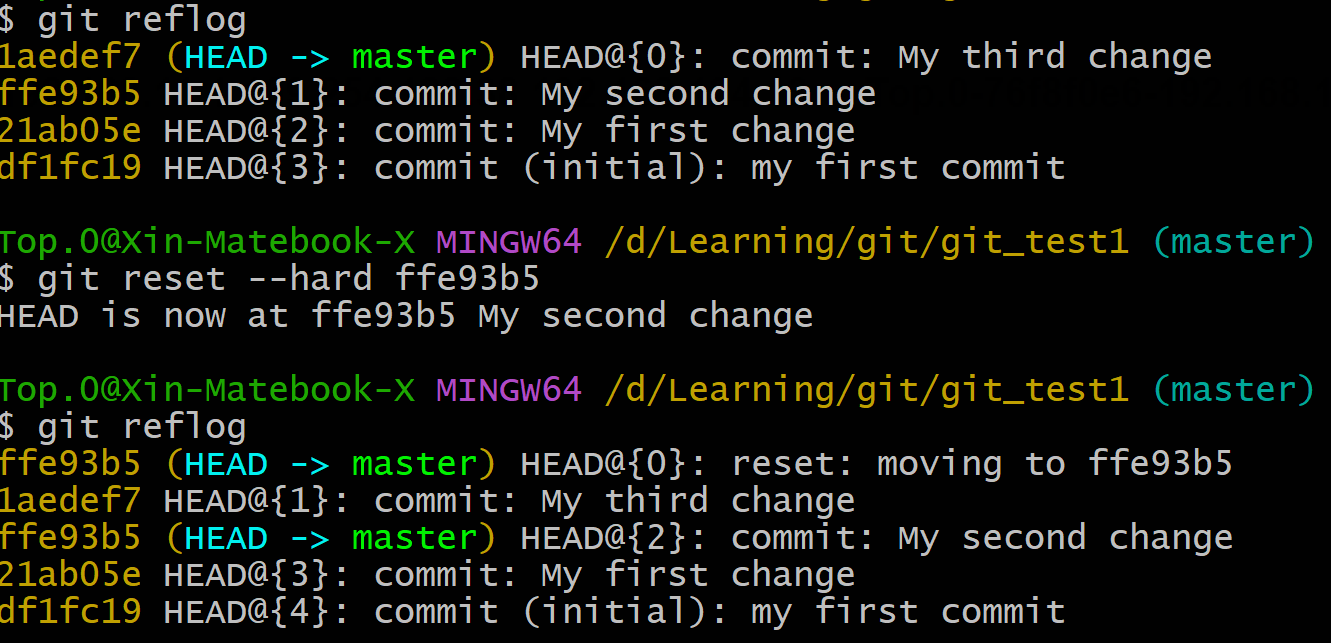 $ git reflog
1aedef7 (HEAD -> master) HEAD@{0}: commit: My third change
ffe93b5 HEAD@{1}: commit: My second change
21ab05e HEAD@{2}: commit: My first change
df1fc19 HEAD@{3}: commit (initial): my first commit
Top.O@Xin-Matebook-X MINGW64 /d/Learning/git/git_test1 (master)
$ git reset --hard ffe93b5
HEAD is now at ffe93b5 My second change
Top.O@Xin-Matebook-X MINGW64 /d/Learning/git/git_test1 (master)
$ git reflog
ffe93b5 (HEAD -> master) HEAD@{0}: reset: moving to ffe93b5
1aedef7 HEAD@{1}: commit: My third change
ffe93b5 (HEAD -> master) HEAD@{2}: commit: My second change
21ab05e HEAD@{3}: commit: My first change
df1fc19 HEAD@{4}: commit (initial): my first commit